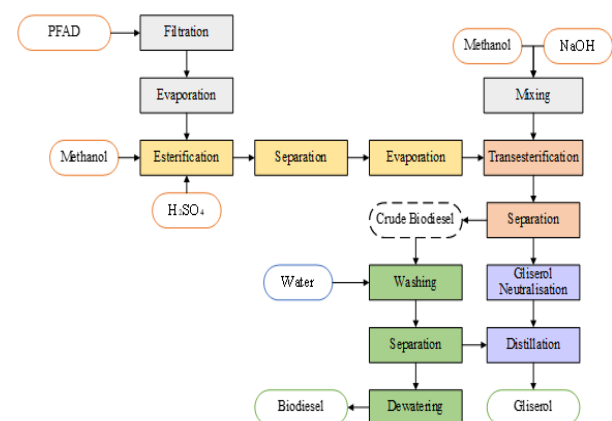 PFAD
Filtration
Methanol
NaOH
Evaporation
Mixing
Methanol
Esterification
Separation
Evaporation
Transesterification
H₂SO₄
Crude Biodiesel
Separation
Water
Washing
Gliserol
Neutralisation
Separation
Distillation
Biodiesel
Dewatering
Gliserol